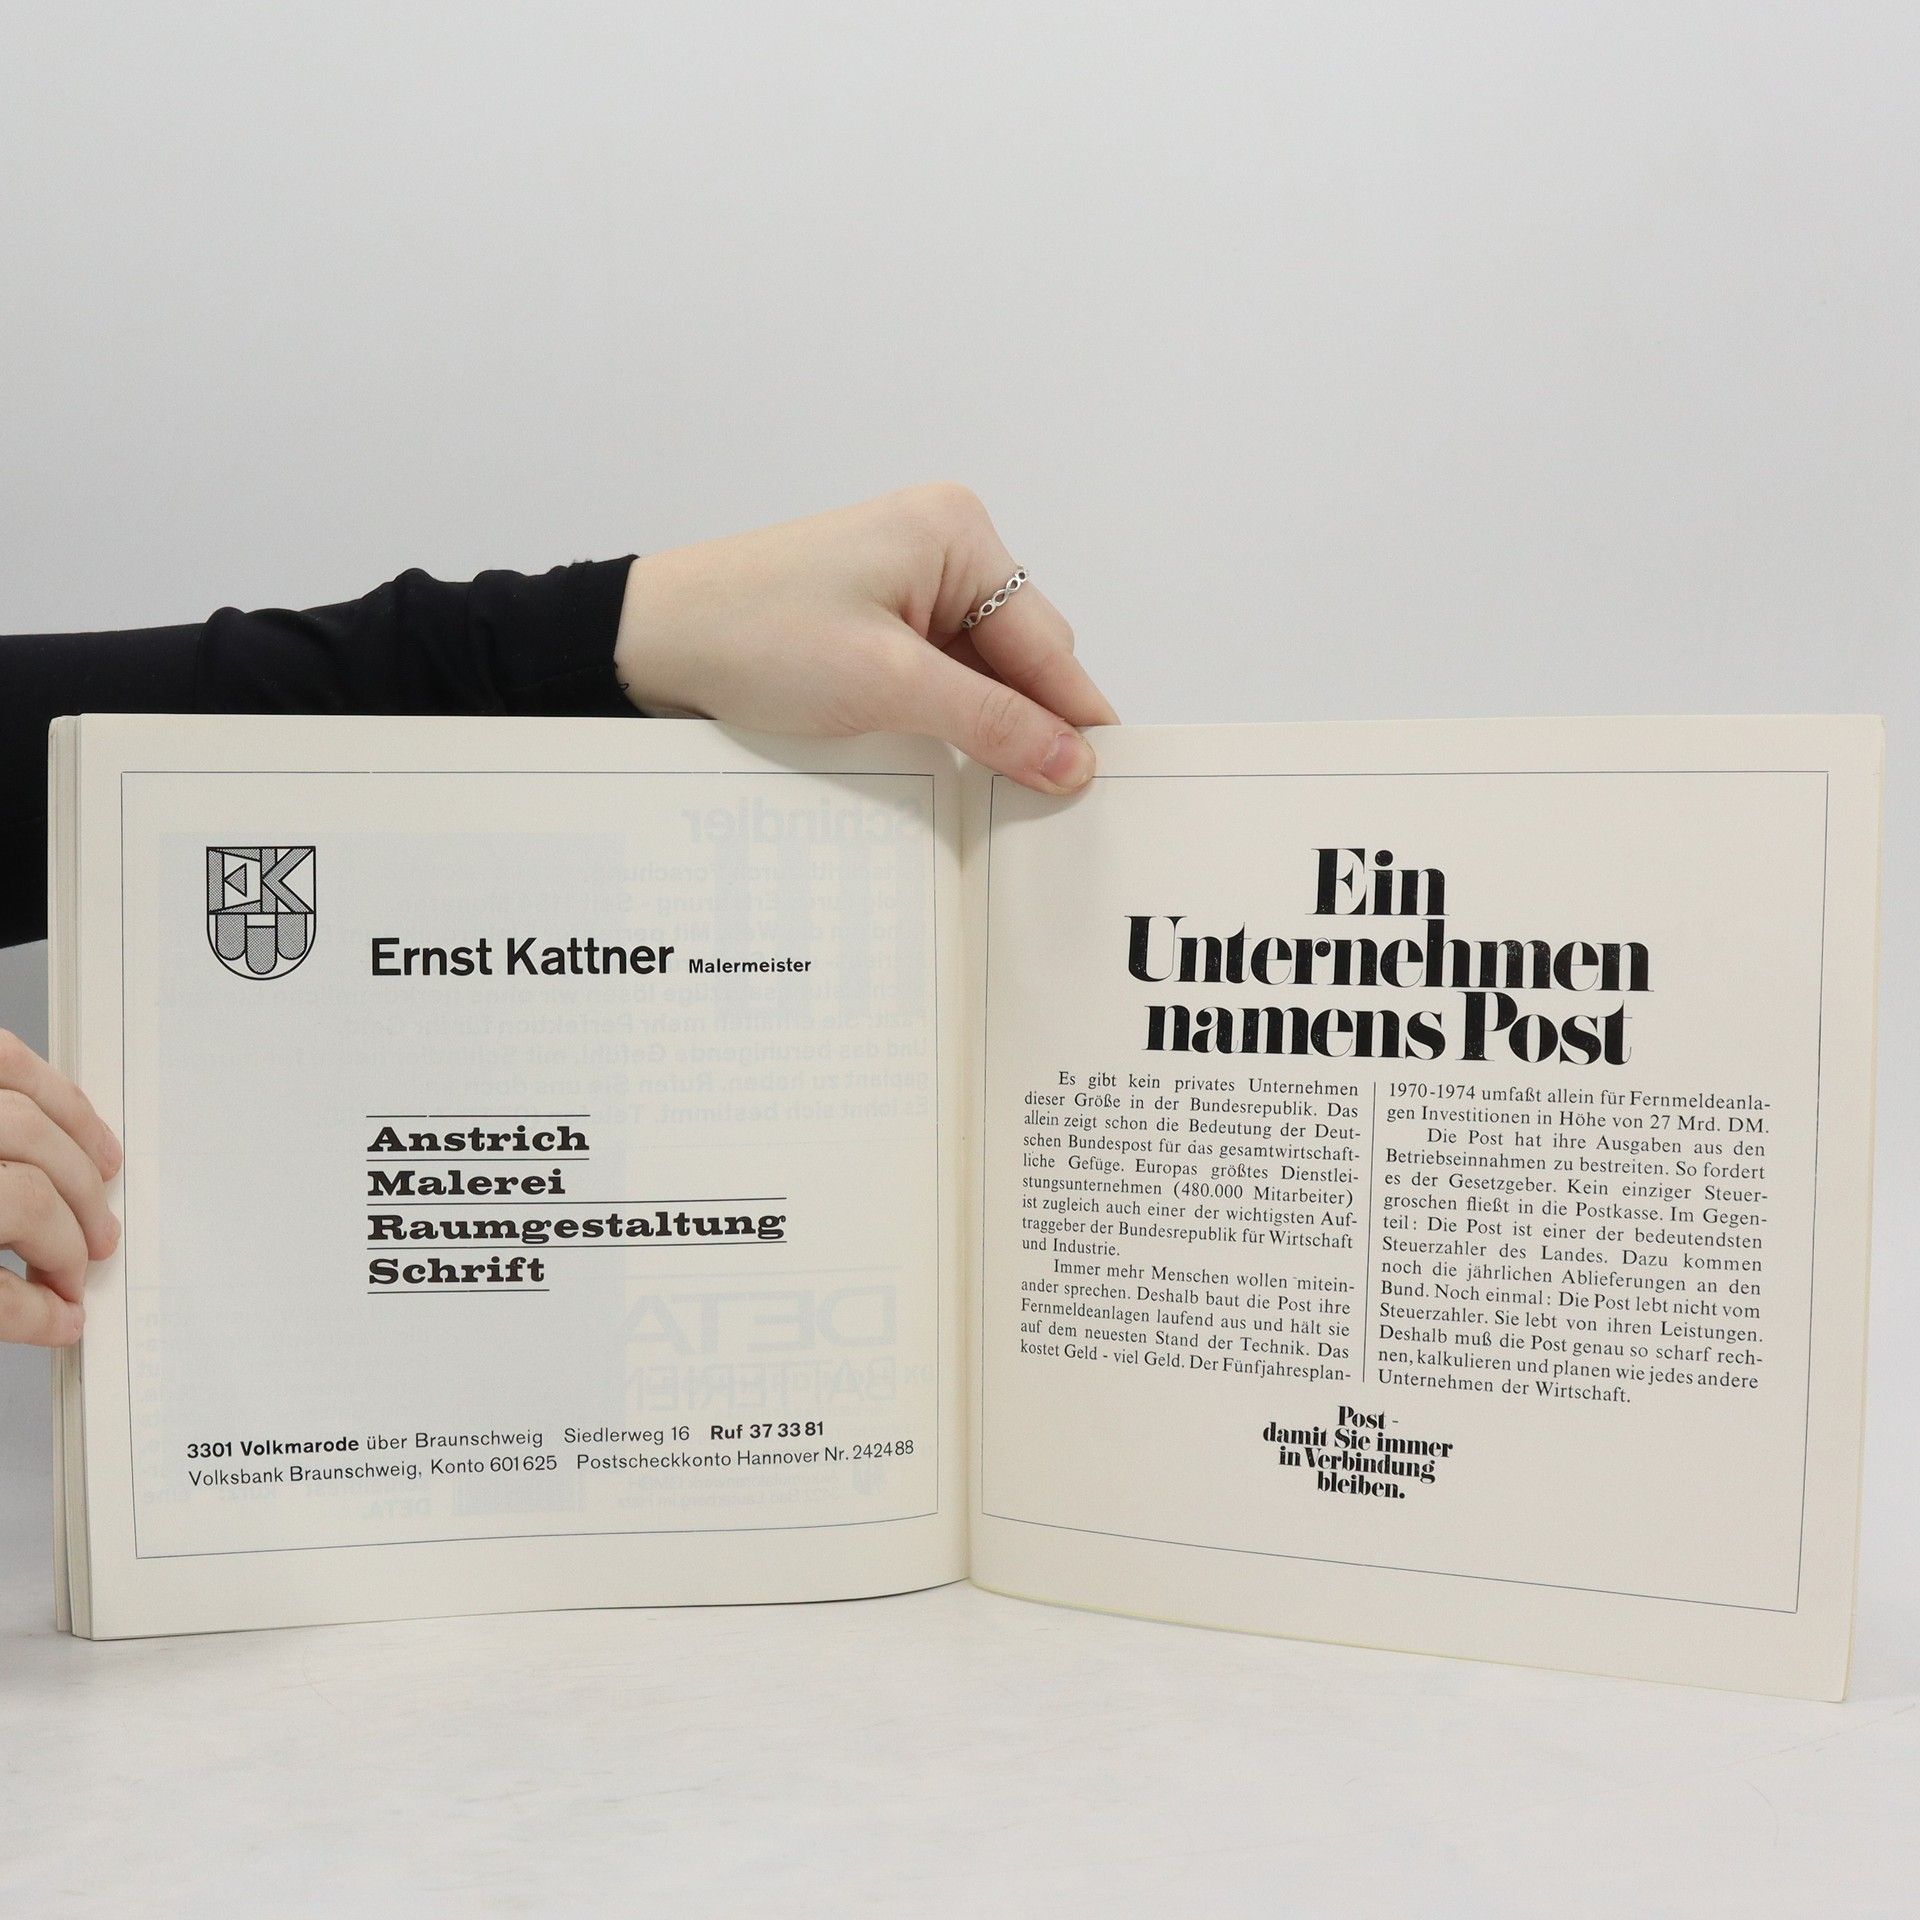 EK
Ernst Kattner Malermeister
Anstrich
Malerei
Raumgestaltung
Schrift
3301 Volkmarode über Braunschweig Siedlerweg 16 Ruf 37 33 81
Volksbank Braunschweig, Konto 601 625 Postscheckkonto Hannover Nr. 242488
Ein
Unternehmen
namens Post
Es gibt kein privates Unternehmen
dieser Größe in der Bundesrepublik. Das
allein zeigt schon die Bedeutung der Deut-
schen Bundespost für das gesamtwirtschaft-
liche Gefüge. Europas größtes Dienstlei-
stungsunternehmen (480.000 Mitarbeiter)
ist zugleich auch einer der wichtigsten Auf-
traggeber der Bundesrepublik für Wirtschaft
und Industrie.
Immer mehr Menschen wollen mitein-
ander sprechen. Deshalb baut die Post ihre
Fernmeldeanlagen laufend aus und hält sie
auf dem neuesten Stand der Technik. Das
kostet Geld - viel Geld. Der Fünfjahresplan-
1970-1974 umfaßt allein für Fernmeldeanla-
gen Investitionen in Höhe von 27 Mrd. DM.
Die Post hat ihre Ausgaben aus den
Betriebseinnahmen zu bestreiten. So fordert
es der Gesetzgeber. Kein einziger Steuer-
groschen fließt in die Postkasse. Im Gegen-
teil: Die Post ist einer der bedeutendsten
Steuerzahler des Landes. Dazu kommen
noch die jährlichen Ablieferungen an den
Bund. Noch einmal: Die Post lebt nicht vom
Steuerzahler. Sie lebt von ihren Leistungen.
Deshalb muß die Post genau so scharf rech-
nen, kalkulieren und planen wie jedes andere
Unternehmen der Wirtschaft.
Post -
damit Sie immer
in Verbindung
bleiben.